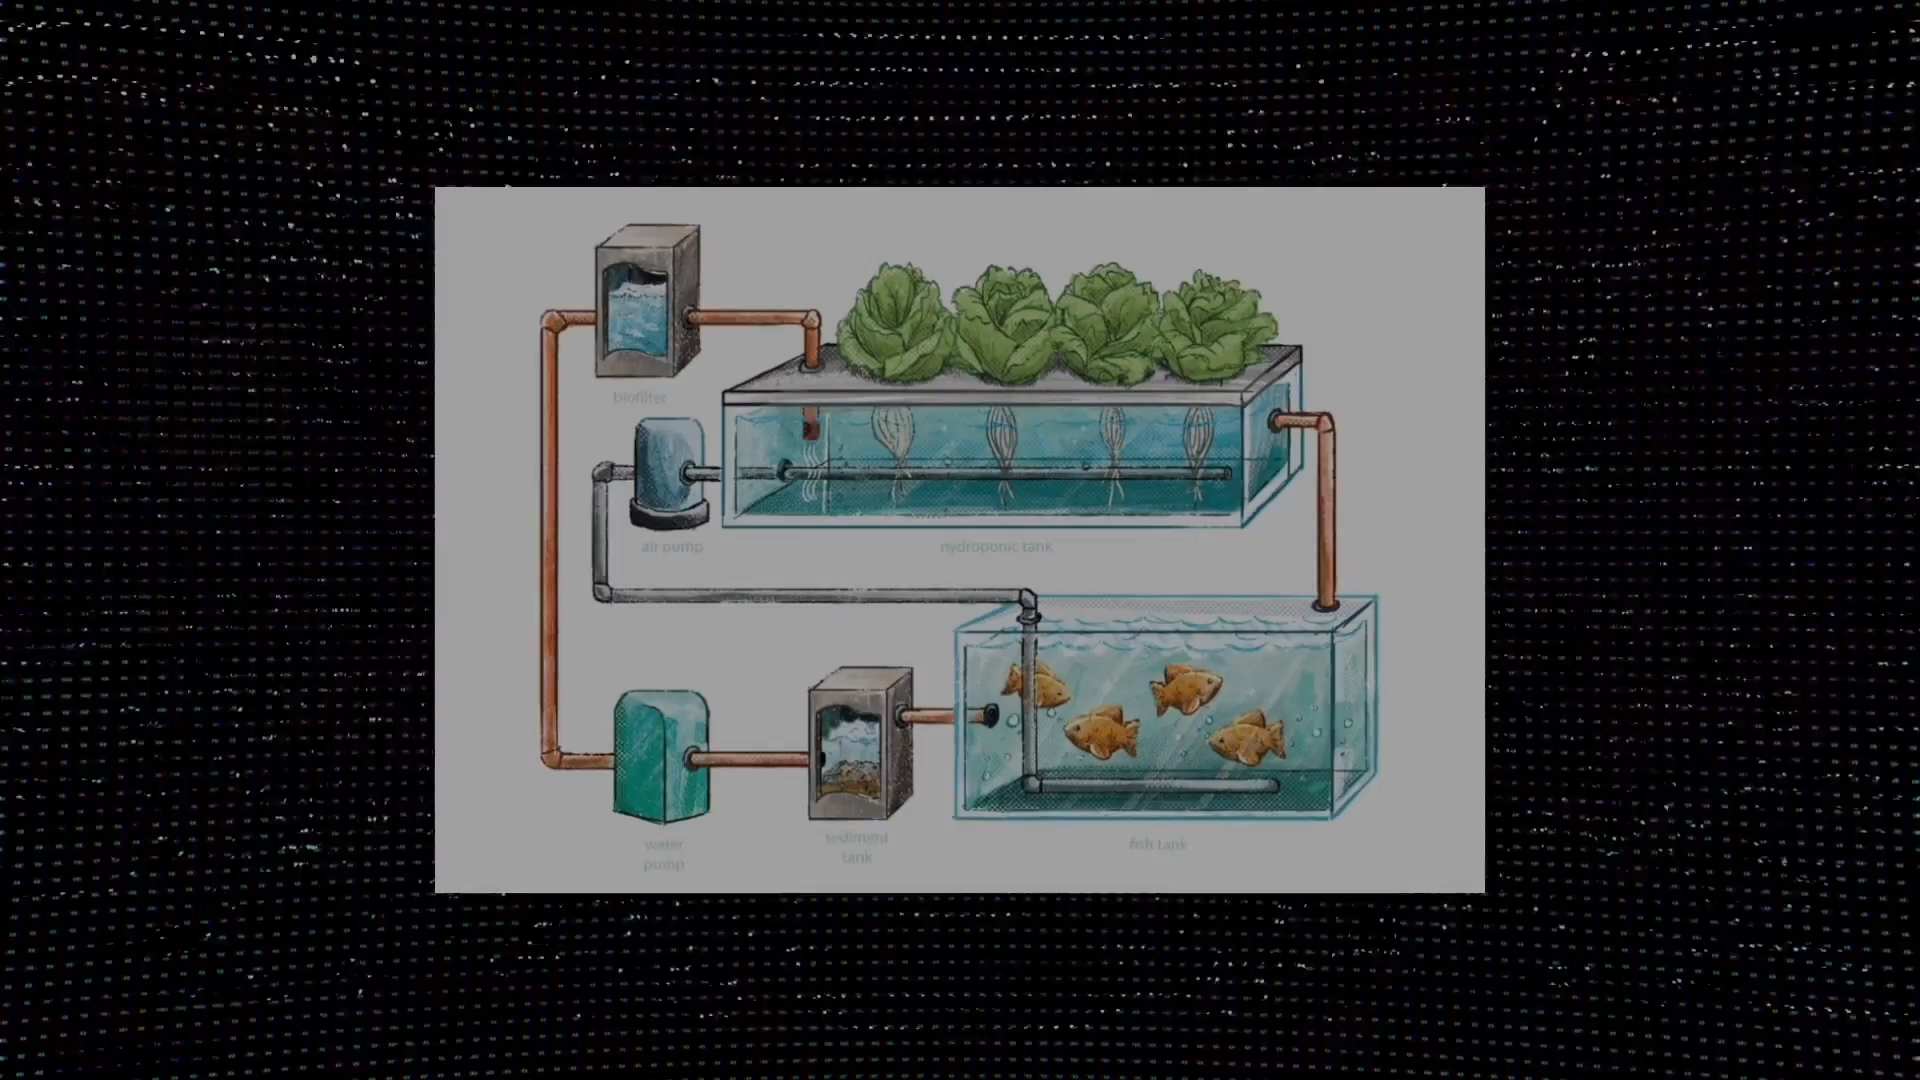 biofilter
air pump
hydroponic tank
water
pump
sediment
tank
fish tank